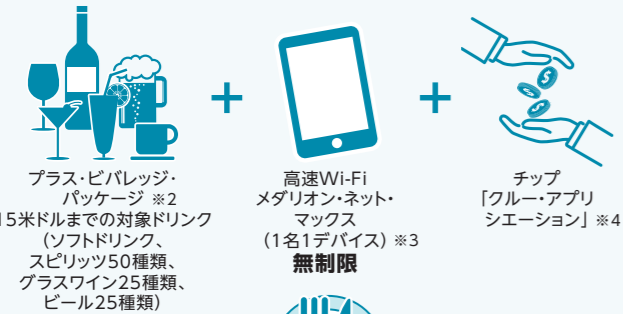 プラス・ビバレッジ・
パッケージ ※2
15米ドルまでの対象ドリンク
(ソフトドリンク、
スピリッツ50種類、
グラスワイン25種類、
ビール25種類)
高速Wi-Fi
メダリオン・ネット・
マックス
(1名1デバイス) ※3
無制限
チップ
「クルー・アプリ
シエーション」 ※4